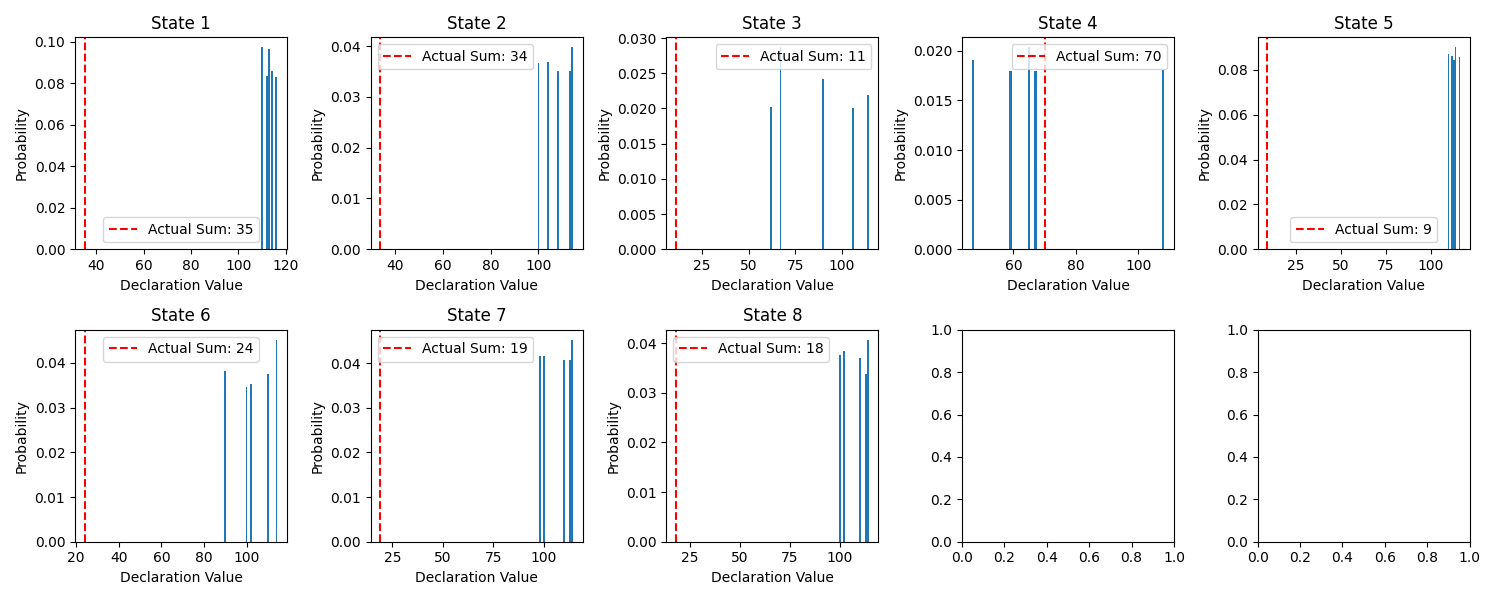 State 1
0.10
0.08
0.06
0.04
0.02
0.00
Probability
Actual Sum: 35
40 60 80 100 120
Declaration Value
State 2
0.04
0.03
0.02
0.01
0.00
Probability
Actual Sum: 34
40 60 80 100
Declaration Value
State 3
0.030
0.025
0.020
0.015
0.010
0.005
0.000
Probability
Actual Sum: 11
25 50 75 100
Declaration Value
State 4
0.020
0.015
0.010
0.005
0.000
Probability
Actual Sum: 70
60 80 100
Declaration Value
State 5
0.08
0.06
0.04
0.02
0.00
Probability
Actual Sum: 9
25 50 75 100
Declaration Value
State 6
0.04
0.03
0.02
0.01
0.00
Probability
Actual Sum: 24
20 40 60 80 100
Declaration Value
State 7
0.04
0.03
0.02
0.01
0.00
Probability
Actual Sum: 19
25 50 75 100
Declaration Value
State 8
0.04
0.03
0.02
0.01
0.00
Probability
Actual Sum: 18
25 50 75 100
Declaration Value
1.0
0.8
0.6
0.4
0.2
0.0
0.0 0.2 0.4 0.6 0.8 1.0
1.0
0.8
0.6
0.4
0.2
0.0
0.0 0.2 0.4 0.6 0.8 1.0